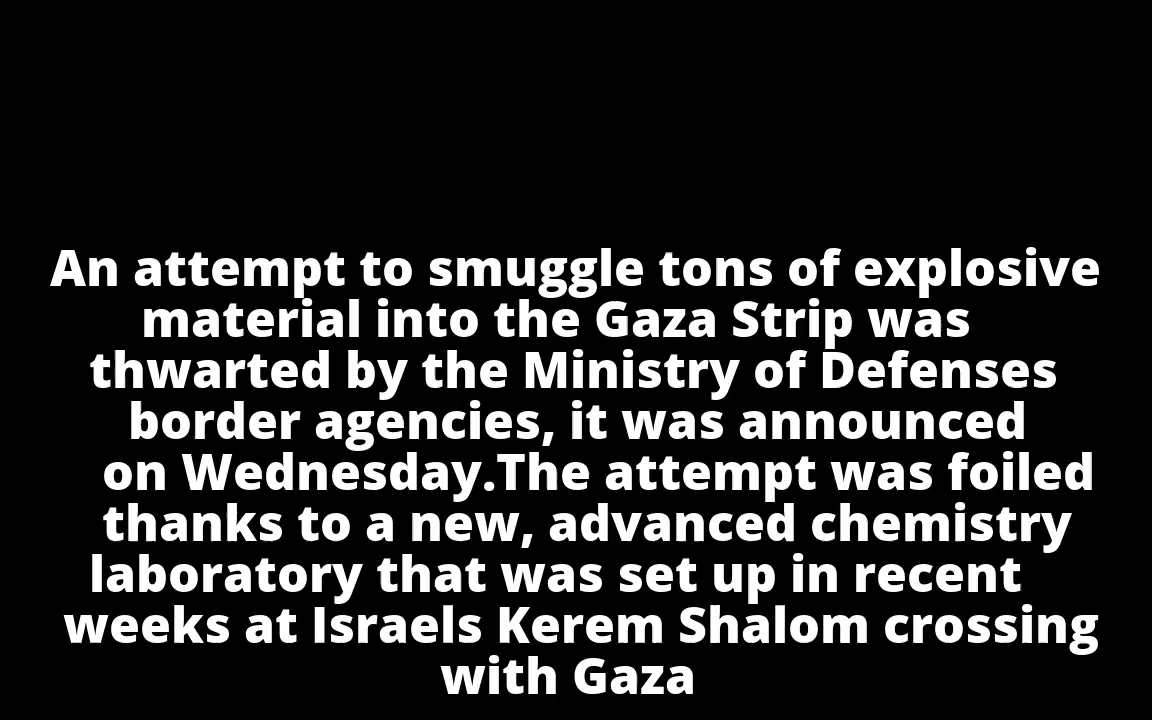 An attempt to smuggle tons of explosive
material into the Gaza Strip was
thwarted by the Ministry of Defenses
border agencies, it was announced
on Wednesday.The attempt was foiled
thanks to a new, advanced chemistry
laboratory that was set up in recent
weeks at Israels Kerem Shalom crossing
with Gaza